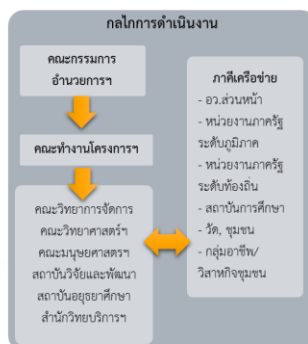 กลไกการดำเนินงาน
คณะกรรมการ
อำนวยการฯ
คณะทำงานโครงการฯ
คณะวิทยาการจัดการ
คณะวิทยาศาสตร์ฯ
คณะมนุษยศาสตรฯ
สถาบันวิจัยและพัฒนา
สถาบันอยุธยาศึกษา
สำนักวิทยบริการฯ
ภาคีเครือข่าย
- อว.ส่วนหน้า
- หน่วยงานภาครัฐ
ระดับภูมิภาค
- หน่วยงานภาครัฐ
ระดับท้องถิ่น
- สถาบันการศึกษา
- วัด, ชุมชน
- กลุ่มอาชีพ/
วิสาหกิจชุมชน